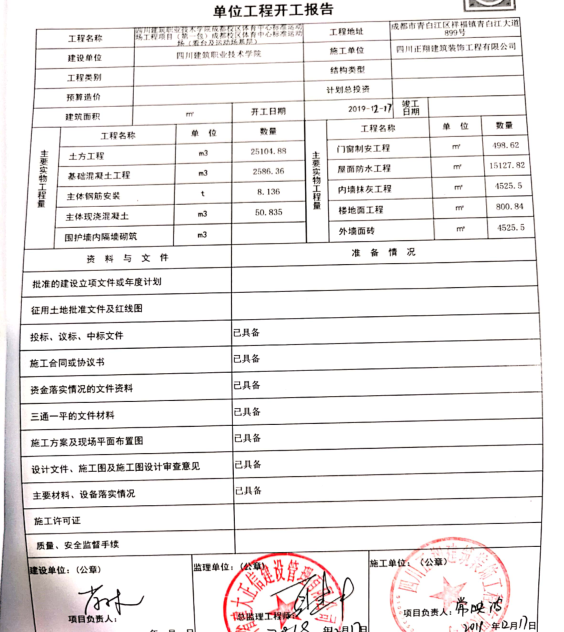 单位工程开工报告
工程名称
四川建筑职业技术学院成都校区体育中心标准运动场工程项目（第一包）成都校区体育中心标准运动场（看台及运动场基层）
工程地址
成都市青白江区祥福镇青白江大道899号
建设单位
四川建筑职业技术学院
施工单位
四川正翔建筑装饰工程有限公司
工程类别
结构类型
预算造价
计划总投资
建筑面积
㎡
开工日期
2019-12-17
竣工日期
主要实物工程量
工程名称 单 位 数量
土方工程 m3 25104.88
基础混凝土工程 m3 2586.36
主体钢筋安装 t 8.136
主体现浇混凝土 m3 50.835
围护墙内隔墙砌筑 m3
主要实物工程量
工程名称 单 位 数量
门窗制安工程 ㎡ 498.62
屋面防水工程 ㎡ 15127.82
内墙抹灰工程 ㎡ 4525.5
楼地面工程 ㎡ 800.84
外墙面砖 ㎡ 4525.5
资 料 与 文 件
准 备 情 况
批准的建设立项文件或年度计划
征用土地批准文件及红线图
投标、议标、中标文件 已具备
施工合同或协议书 已具备
资金落实情况的文件资料 已具备
三通一平的文件材料 已具备
施工方案及现场平面布置图 已具备
设计文件、施工图及施工图设计审查意见 已具备
主要材料、设备落实情况 已具备
施工许可证
质量、安全监督手续
建设单位：（公章）
项目负责人：
年 月 日
监理单位：（公章）
总监理工程师：
月17日
施工单位：（公章）
项目负责人：
12月17日